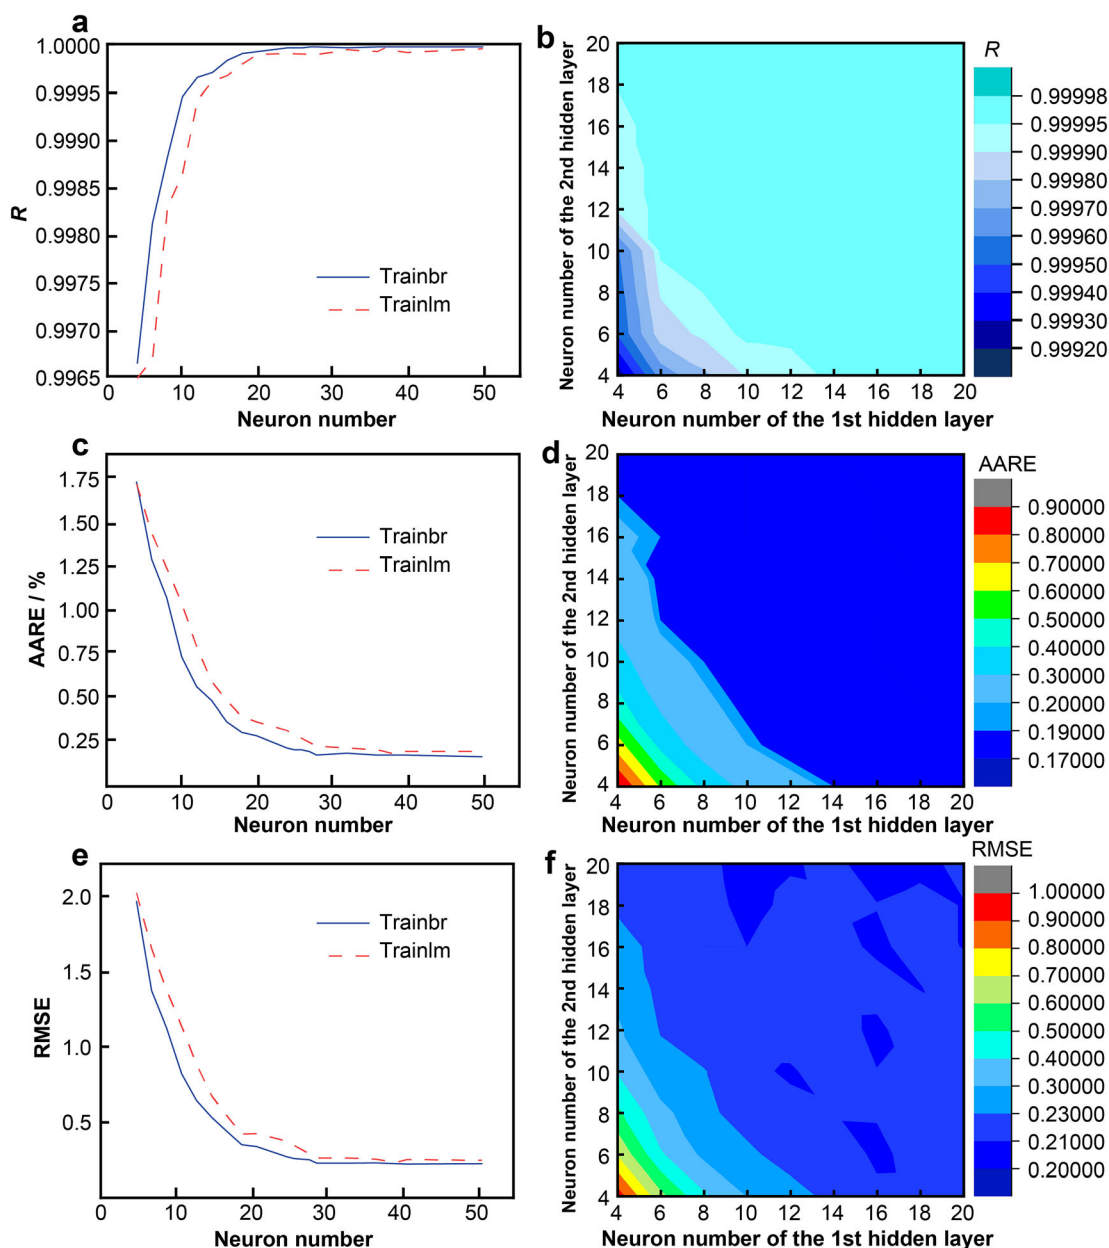 a
1.0000
0.9995
0.9990
0.9985
0.9980
0.9975
0.9970
0.9965
R
Trainbr
Trainlm
0 10 20 30 40 50
Neuron number
b
R
20
18
16
14
12
10
8
6
4
Neuron number of the 2nd hidden layer
4 6 8 10 12 14 16 18 20
Neuron number of the 1st hidden layer
0.99998
0.99995
0.99990
0.99980
0.99970
0.99960
0.99950
0.99940
0.99930
0.99920
c
1.75
1.50
1.25
1.00
0.75
0.50
0.25
AARE / %
Trainbr
Trainlm
0 10 20 30 40 50
Neuron number
d
AARE
20
18
16
14
12
10
8
6
4
Neuron number of the 2nd hidden layer
4 6 8 10 12 14 16 18 20
Neuron number of the 1st hidden layer
0.90000
0.80000
0.70000
0.60000
0.50000
0.40000
0.30000
0.20000
0.19000
0.17000
e
2.0
1.5
1.0
0.5
RMSE
Trainbr
Trainlm
0 10 20 30 40 50
Neuron number
f
RMSE
20
18
16
14
12
10
8
6
4
Neuron number of the 2nd hidden layer
4 6 8 10 12 14 16 18 20
Neuron number of the 1st hidden layer
1.00000
0.90000
0.80000
0.70000
0.60000
0.50000
0.40000
0.30000
0.23000
0.21000
0.20000